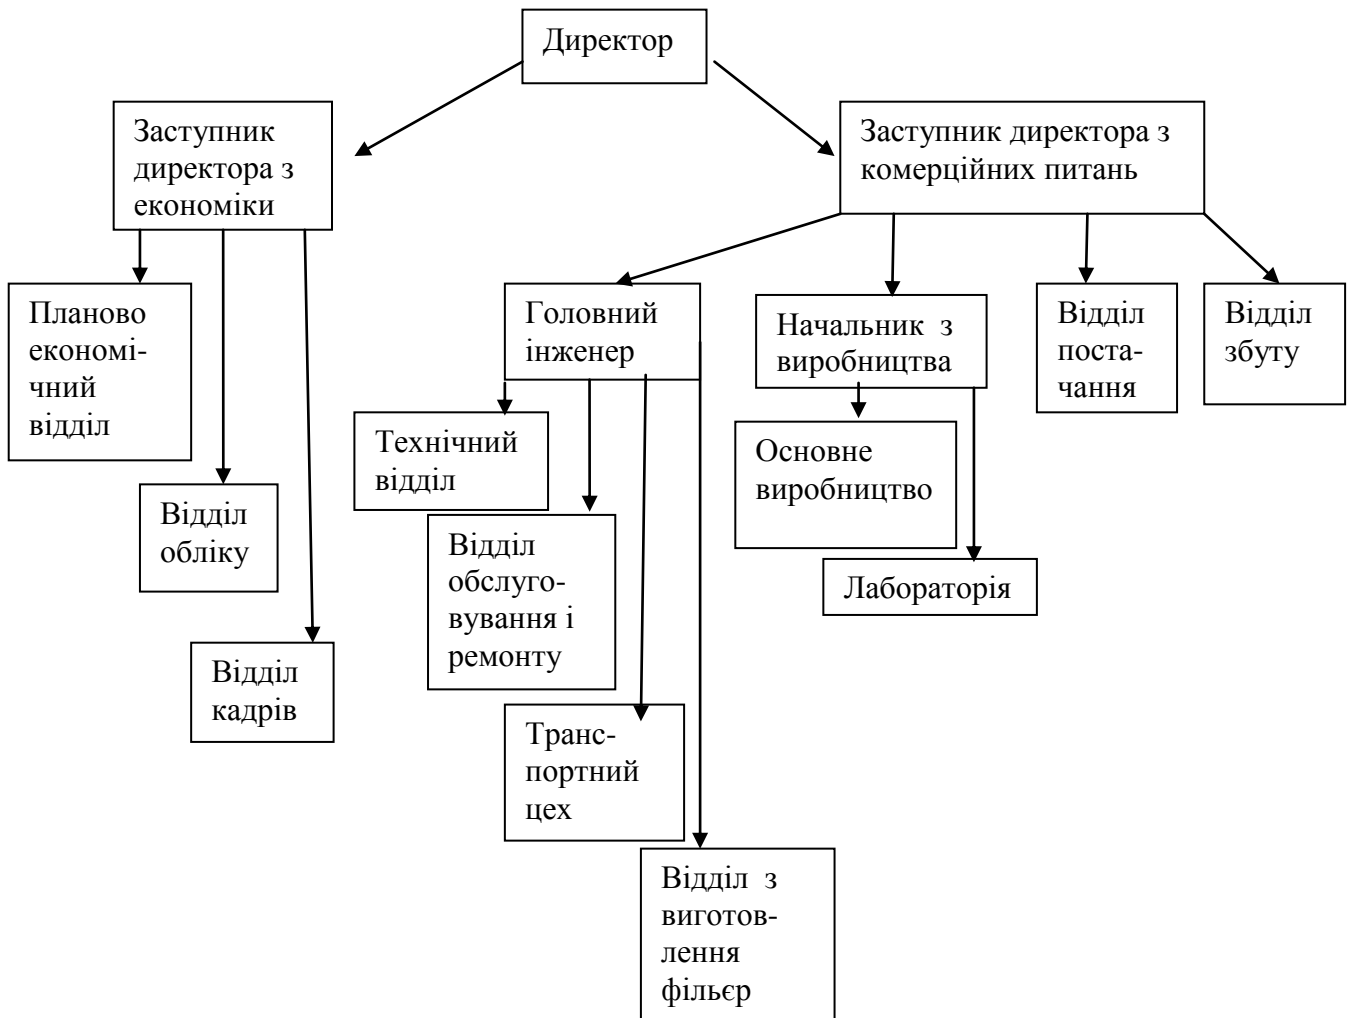 Директор
Заступник
директора з
економіки
Заступник директора з
комерційних питань
Планово
економі-
чний
відділ
Відділ
обліку
Відділ
кадрів
Головний
інженер
Технічний
відділ
Відділ
обслуго-
вування і
ремонту
Транс-
портний
цех
Відділ з
виготов-
лення
фільєр
Начальник з
виробництва
Основне
виробництво
Лабораторія
Відділ
поста-
чання
Відділ
збуту